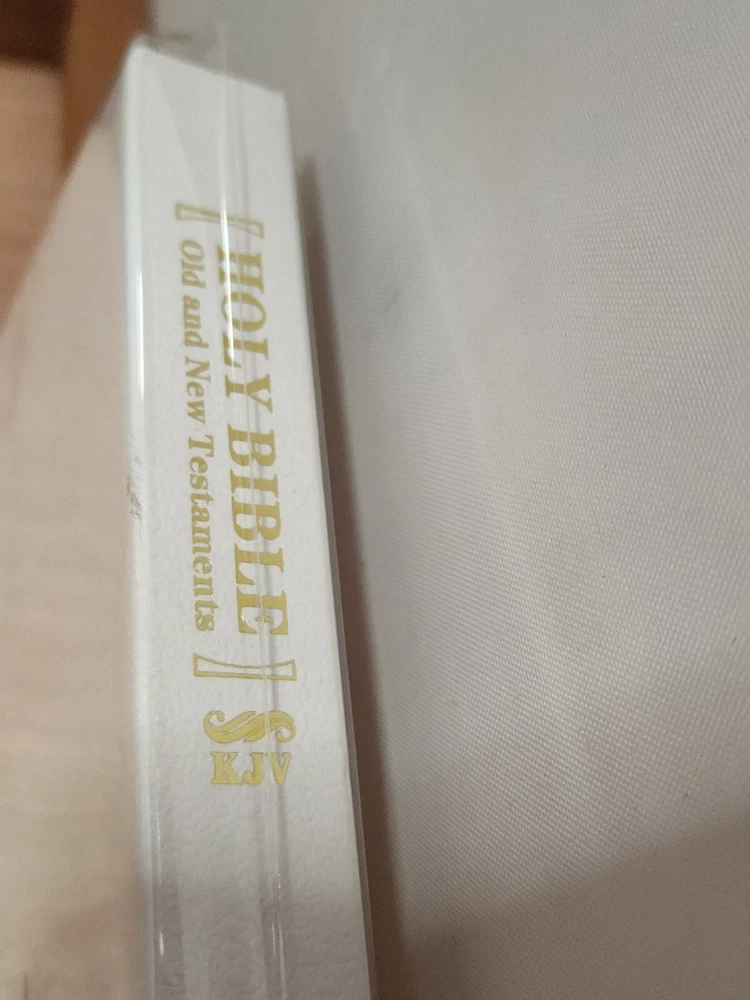 HOLY BIBLE
Old and New Testaments
KJV